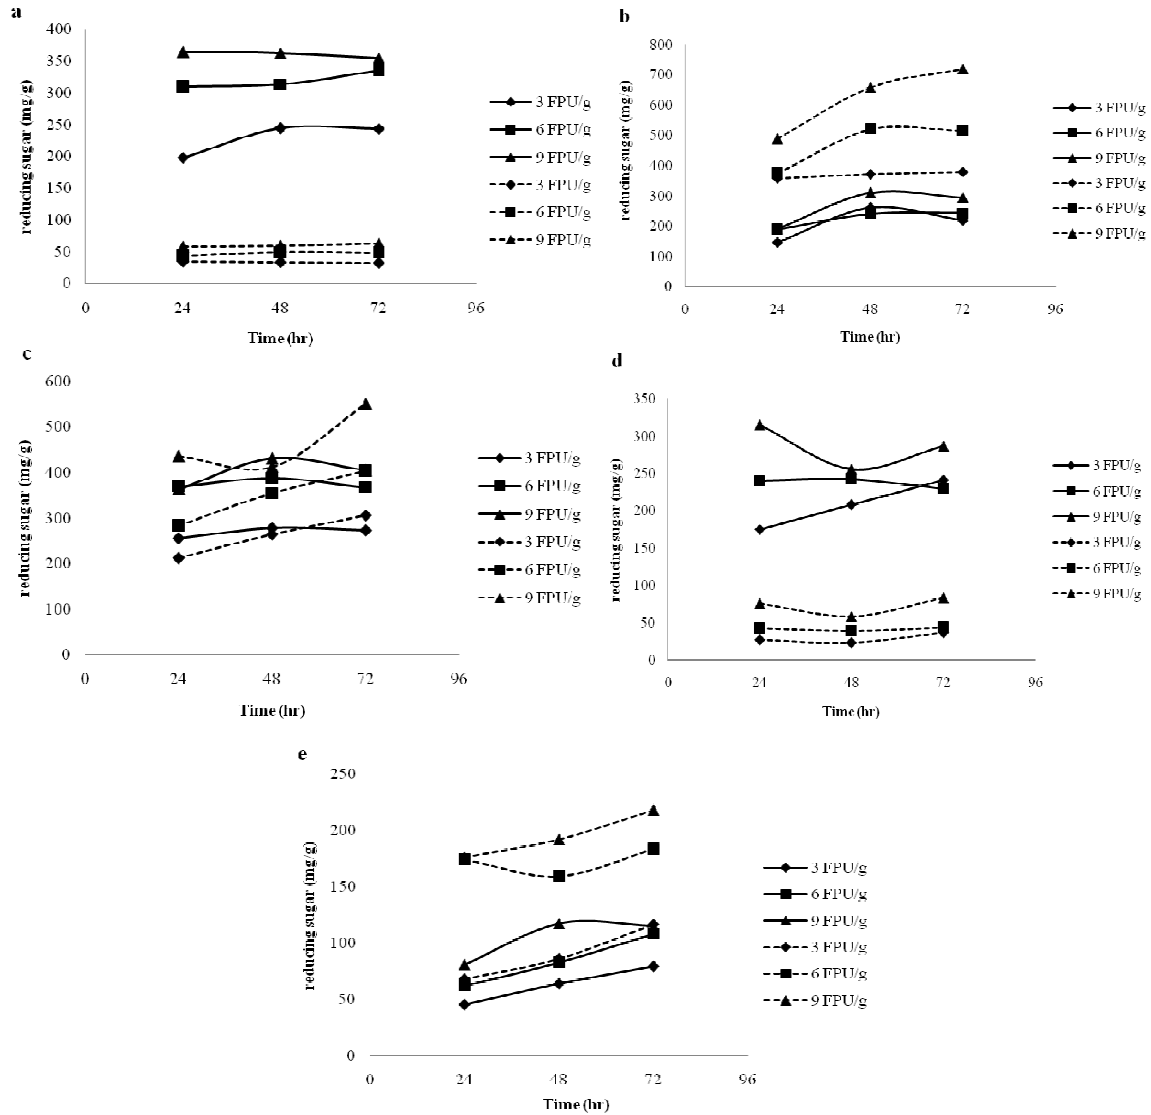 a
400
350
300
250
200
150
100
50
0
reducing sugar (mg/g)
0 24 48 72 96
Time (hr)
3 FPU/g
6 FPU/g
9 FPU/g
3 FPU/g
6 FPU/g
9 FPU/g
b
800
700
600
500
400
300
200
100
0
reducing sugar (mg/g)
0 24 48 72 96
Time (hr)
3 FPU/g
6 FPU/g
9 FPU/g
3 FPU/g
6 FPU/g
9 FPU/g
c
600
500
400
300
200
100
0
reducing sugar (mg/g)
0 24 48 72 96
Time (hr)
3 FPU/g
6 FPU/g
9 FPU/g
3 FPU/g
6 FPU/g
9 FPU/g
d
350
300
250
200
150
100
50
0
reducing sugar (mg/g)
0 24 48 72 96
Time (hr)
3 FPU/g
6 FPU/g
9 FPU/g
3 FPU/g
6 FPU/g
9 FPU/g
e
250
200
150
100
50
0
reducing sugar (mg/g)
0 24 48 72 96
Time (hr)
3 FPU/g
6 FPU/g
9 FPU/g
3 FPU/g
6 FPU/g
9 FPU/g